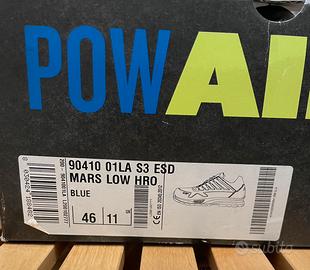 POWAI
90410 01LA S3 ESD
MARS LOW HRO
BLUE
46
11
subito